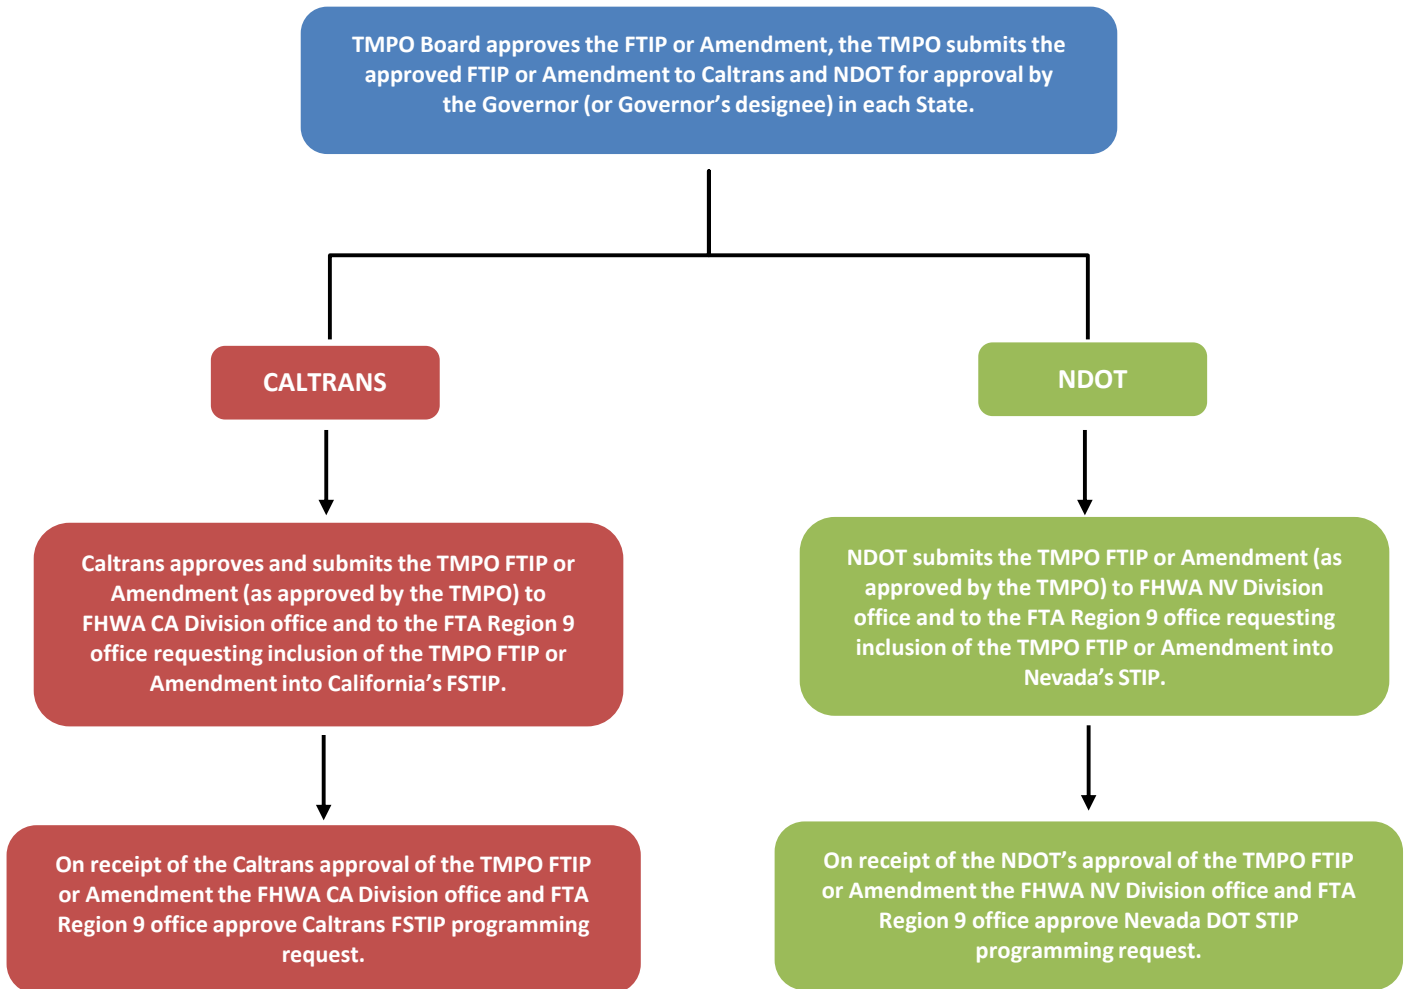 TMPO Board approves the FTIP or Amendment, the TMPO submits the
approved FTIP or Amendment to Caltrans and NDOT for approval by
the Governor (or Governor’s designee) in each State.
CALTRANS
NDOT
Caltrans approves and submits the TMPO FTIP or
Amendment (as approved by the TMPO) to
FHWA CA Division office and to the FTA Region 9
office requesting inclusion of the TMPO FTIP or
Amendment into California’s FSTIP.
NDOT submits the TMPO FTIP or Amendment (as
approved by the TMPO) to FHWA NV Division
office and to the FTA Region 9 office requesting
inclusion of the TMPO FTIP or Amendment into
Nevada’s STIP.
On receipt of the Caltrans approval of the TMPO FTIP
or Amendment the FHWA CA Division office and FTA
Region 9 office approve Caltrans FSTIP programming
request.
On receipt of the NDOT’s approval of the TMPO FTIP
or Amendment the FHWA NV Division office and FTA
Region 9 office approve Nevada DOT STIP
programming request.